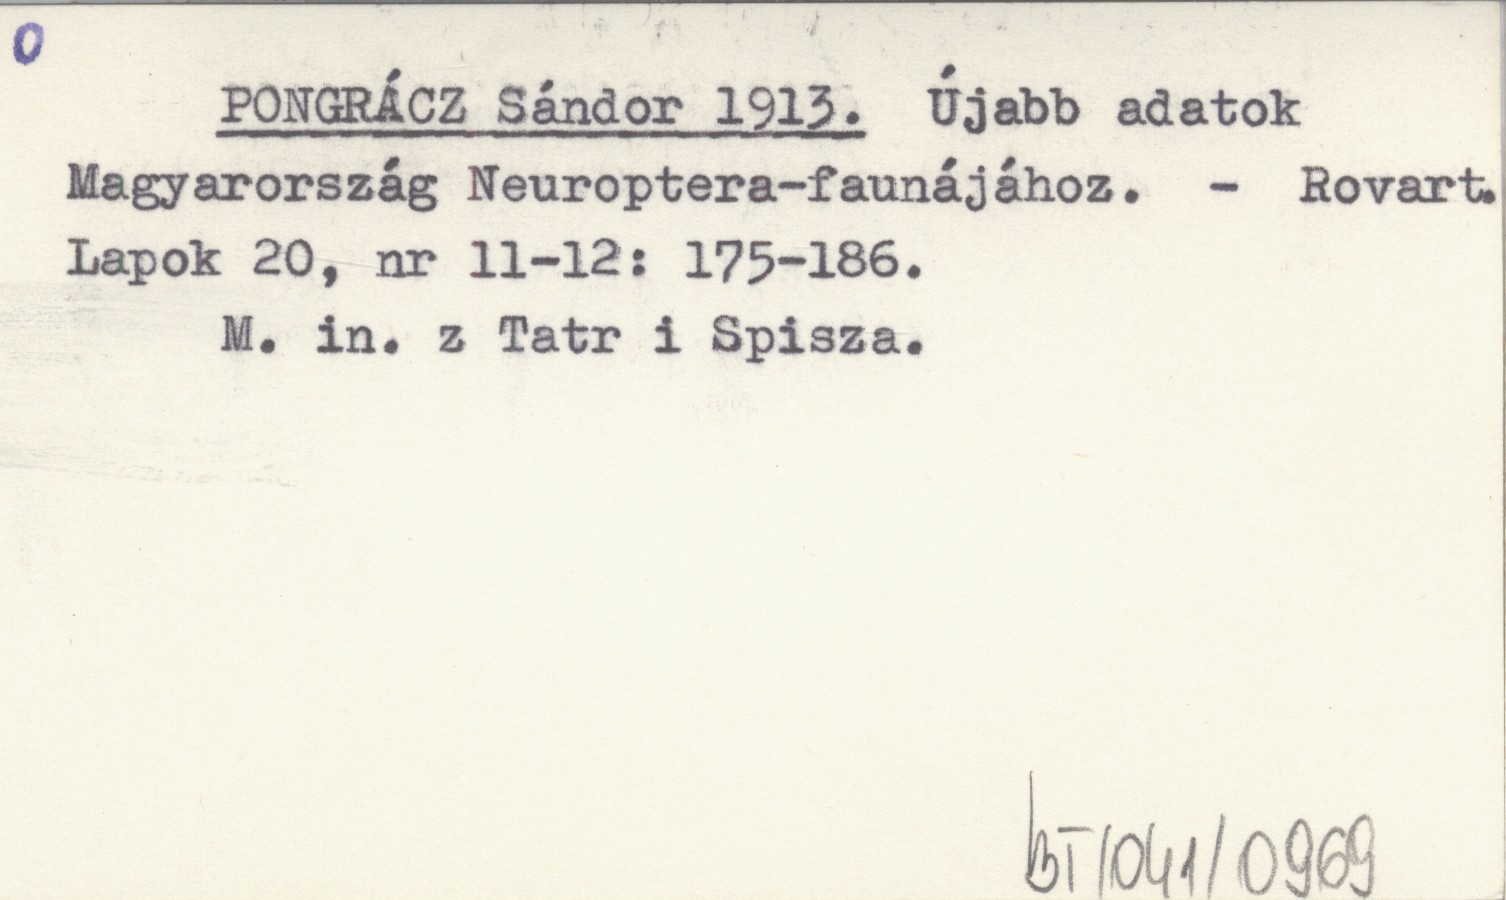 0
PONGRÁCZ Sándor 1913. Újabb adatok
Magyarország Neuroptera-faunájához. - Rovart.
Lapok 20, nr 11-12: 175-186.
M. in. z Tatr i Spisza.
BT/041/0969